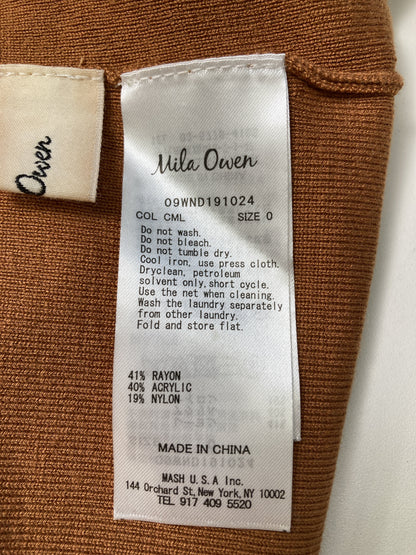 Owen
Mila Owen
09WND191024
COL CML SIZE 0
Do not wash.
Do not bleach.
Do not tumble dry.
Cool iron, use press cloth.
Dryclean, petroleum
solvent only, short cycle.
Use the net when cleaning.
Wash the laundry separately
from other laundry.
Fold and store flat.
41% RAYON
40% ACRYLIC
19% NYLON
MADE IN CHINA
MASH U.S.A Inc.
144 Orchard St, New York, NY 10002
TEL 917 409 5520